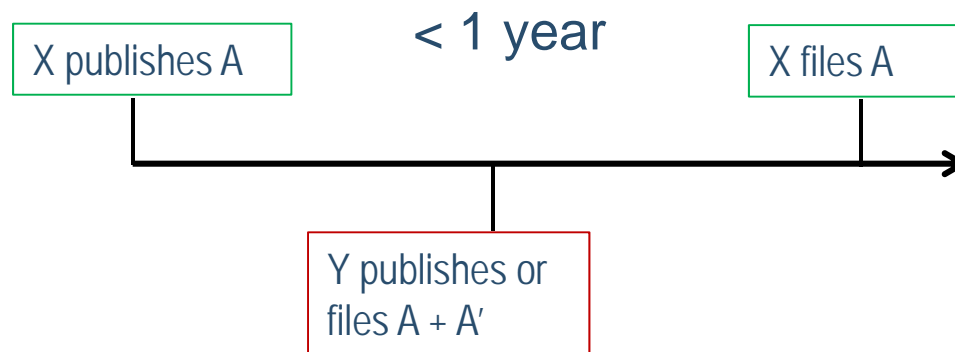 < 1 year
X publishes A
X files A
Y publishes or
files A + A′